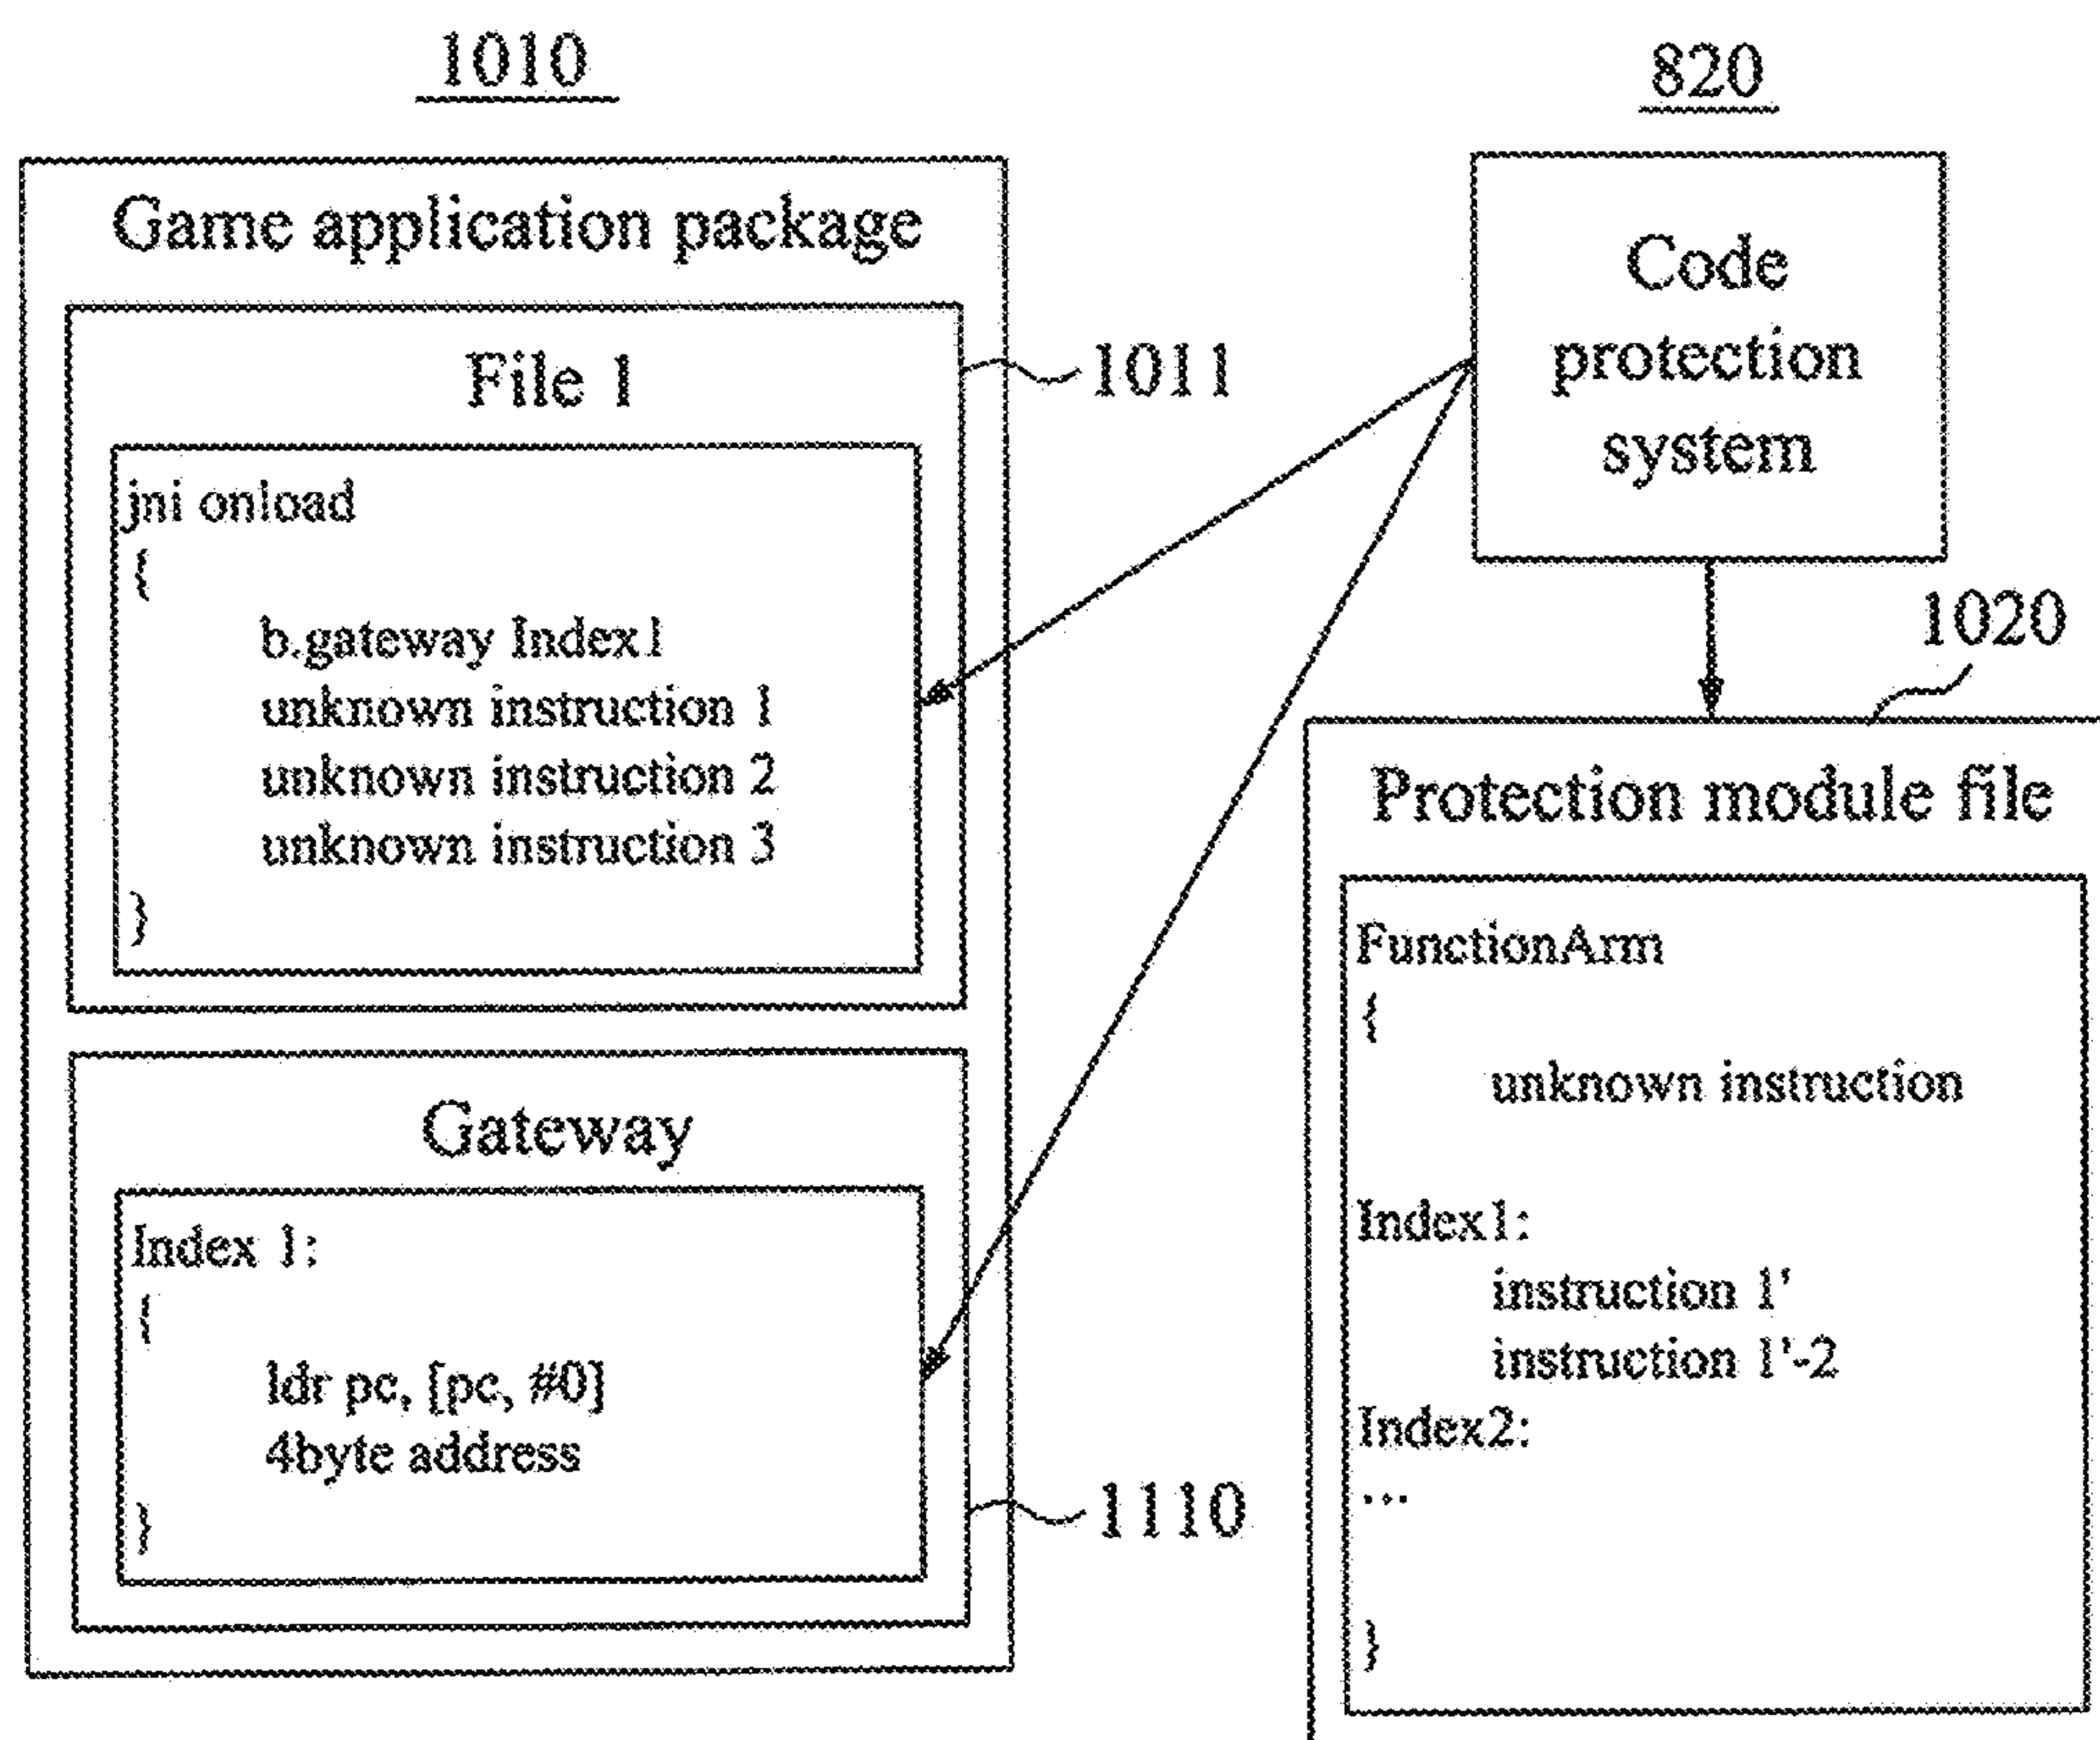 1010
Game application package
File 1
1011
jni onload
{
b.gateway Index1
unknown instruction 1
unknown instruction 2
unknown instruction 3
}
Gateway
Index 1:
{
ldr pc, [pc, #0]
4byte address
}
1110
820
Code
protection
system
1020
Protection module file
FunctionArm
{
unknown instruction
Index1:
instruction 1'
instruction 1'-2
Index2:
...
}